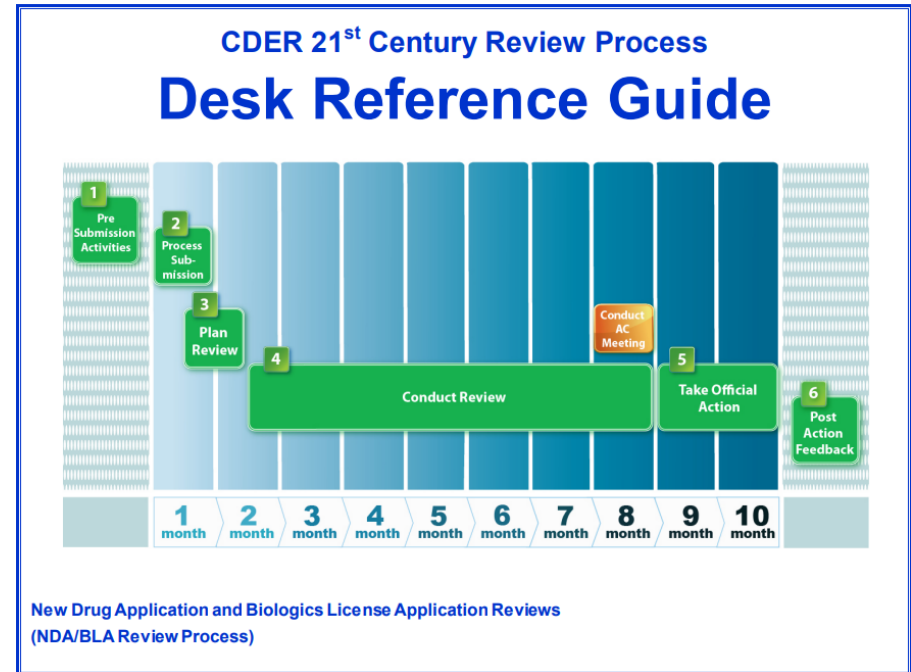 CDER 21st Century Review Process
Desk Reference Guide
1
Pre
Submission
Activities
2
Process
Sub-
mission
3
Plan
Review
4
Conduct Review
Conduct
AC
Meeting
5
Take Official
Action
6
Post
Action
Feedback
1
month
2
month
3
month
4
month
5
month
6
month
7
month
8
month
9
month
10
month
New Drug Application and Biologics License Application Reviews
(NDA/BLA Review Process)